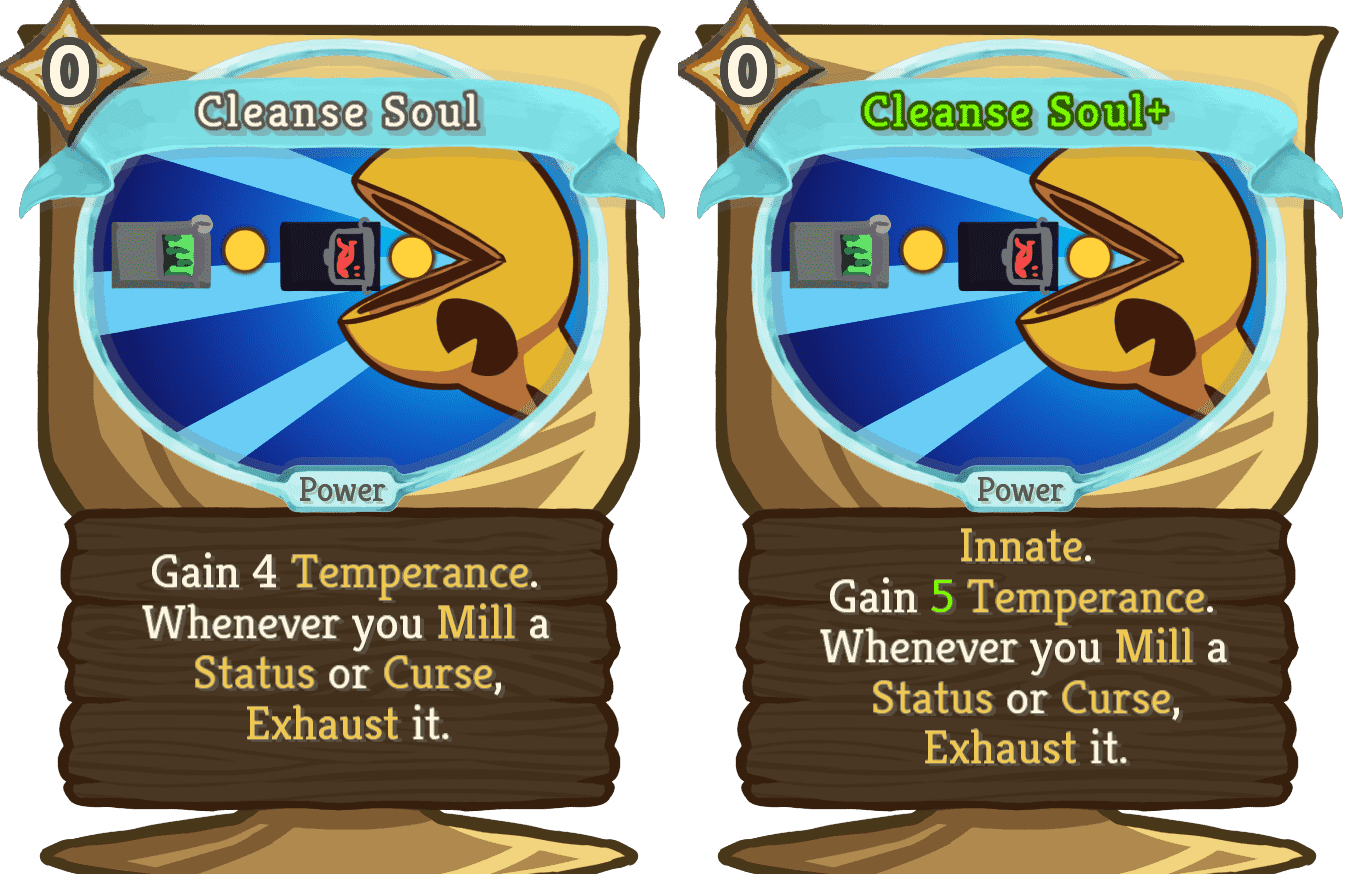 0
Cleanse Soul
Power
Gain 4 Temperance.
Whenever you Mill a
Status or Curse,
Exhaust it.
0
Cleanse Soul+
Power
Innate.
Gain 5 Temperance.
Whenever you Mill a
Status or Curse,
Exhaust it.